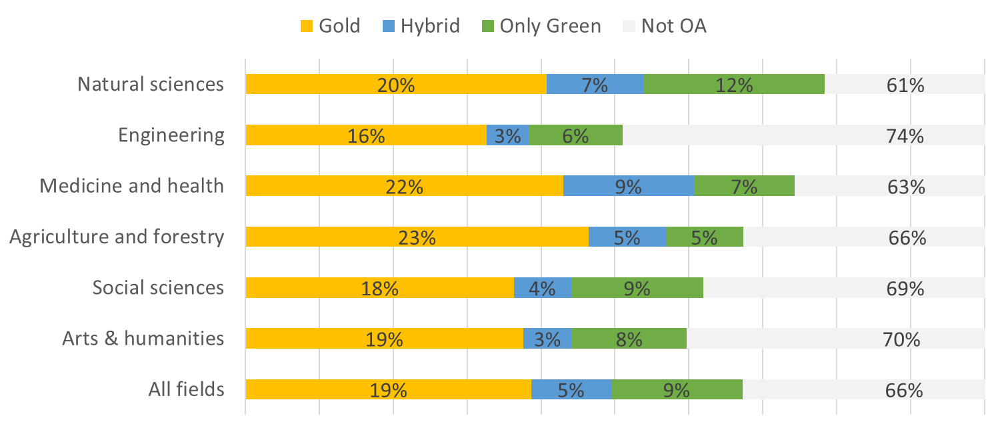 Gold Hybrid Only Green Not OA
Natural sciences 20% 7% 12% 61%
Engineering 16% 3% 6% 74%
Medicine and health 22% 9% 7% 63%
Agriculture and forestry 23% 5% 5% 66%
Social sciences 18% 4% 9% 69%
Arts & humanities 19% 3% 8% 70%
All fields 19% 5% 9% 66%